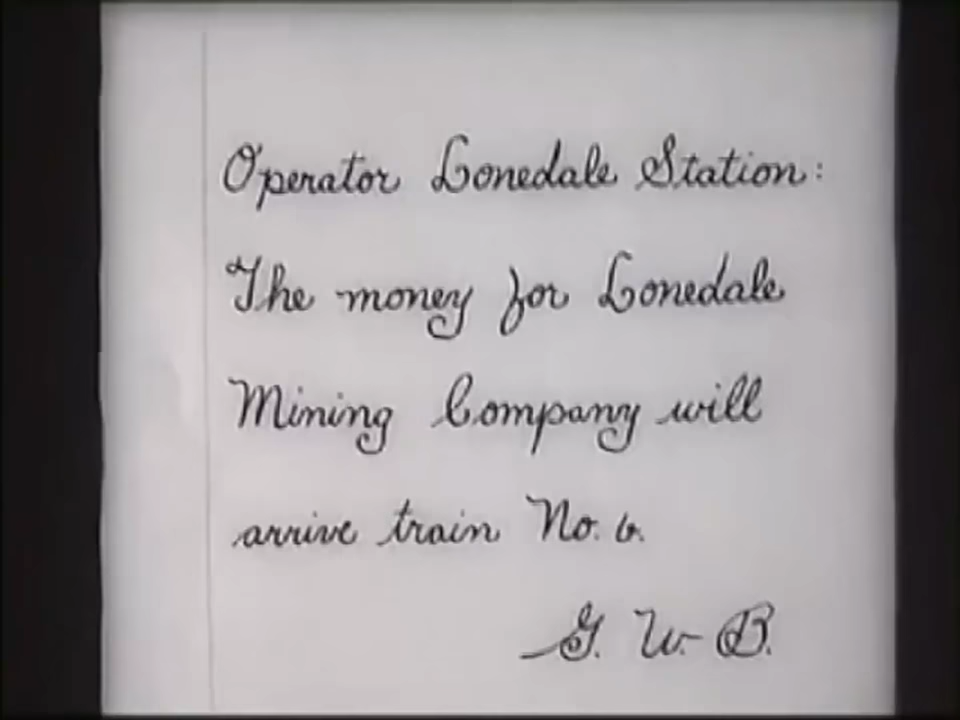 Operator Lonedale Station:
The money for Lonedale
Mining Company will
arrive train No. 6.
G. W. B.